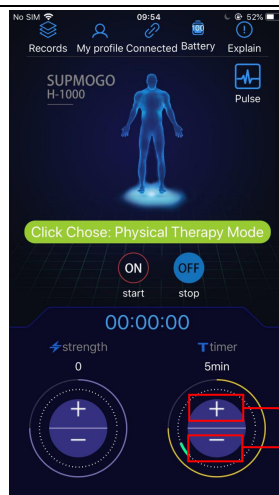 No SIM 09:54 52%
Records My profile Connected Battery Explain
100
SUPMOGO
H-1000
Pulse
Click Chose: Physical Therapy Mode
ON OFF
start stop
00:00:00
strength timer
0 5min
+ +
− −